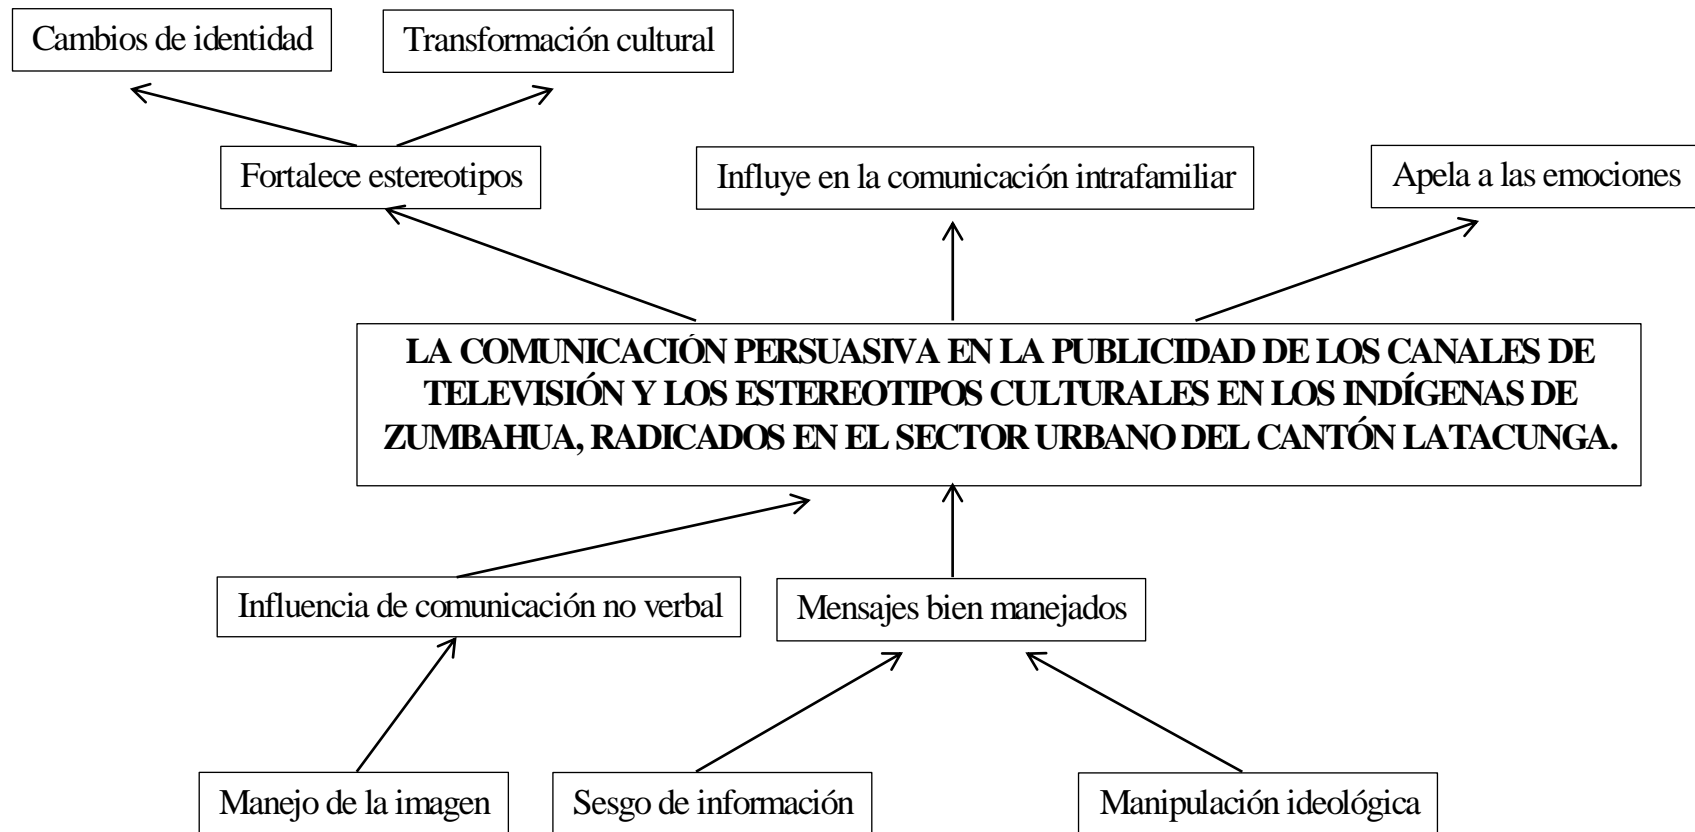 Cambios de identidad
Transformación cultural
Fortalece estereotipos
Influye en la comunicación intrafamiliar
Apela a las emociones
LA COMUNICACIÓN PERSUASIVA EN LA PUBLICIDAD DE LOS CANALES DE
TELEVISIÓN Y LOS ESTEREOTIPOS CULTURALES EN LOS INDÍGENAS DE
ZUMBAHUA, RADICADOS EN EL SECTOR URBANO DEL CANTÓN LATACUNGA.
Influencia de comunicación no verbal
Mensajes bien manejados
Manejo de la imagen
Sesgo de información
Manipulación ideológica